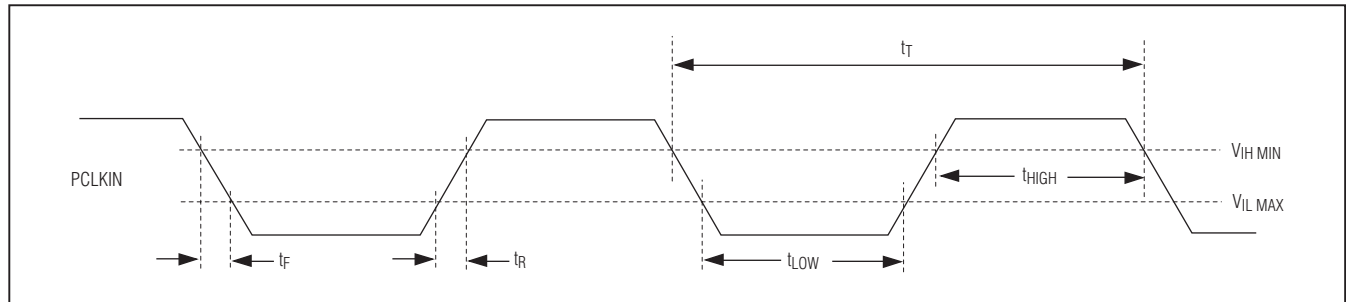 tT
VIH MIN
PCLKIN
tHIGH
VIL MAX
tF
tR
tLOW